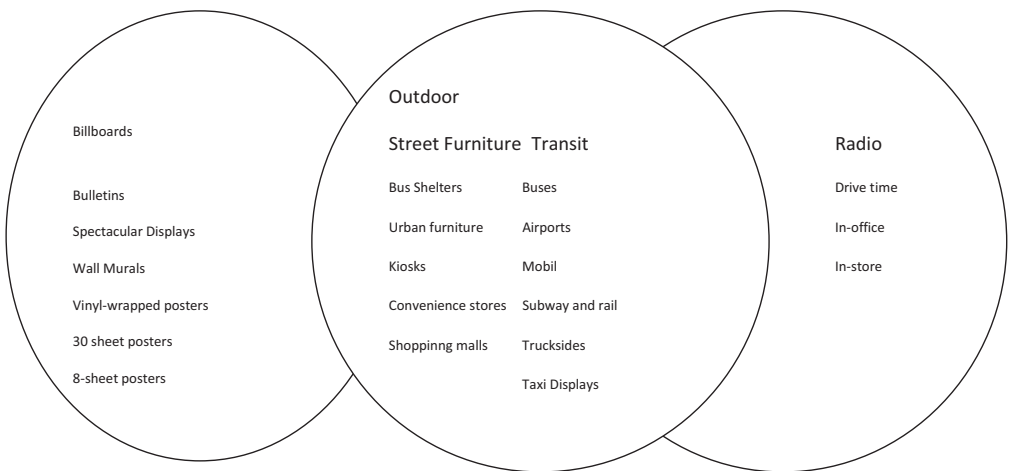 Billboards
Bulletins
Spectacular Displays
Wall Murals
Vinyl-wrapped posters
30 sheet posters
8-sheet posters
Outdoor
Street Furniture Transit
Bus Shelters Buses
Urban furniture Airports
Kiosks Mobil
Convenience stores Subway and rail
Shoppinng malls Trucksides
Taxi Displays
Radio
Drive time
In-office
In-store